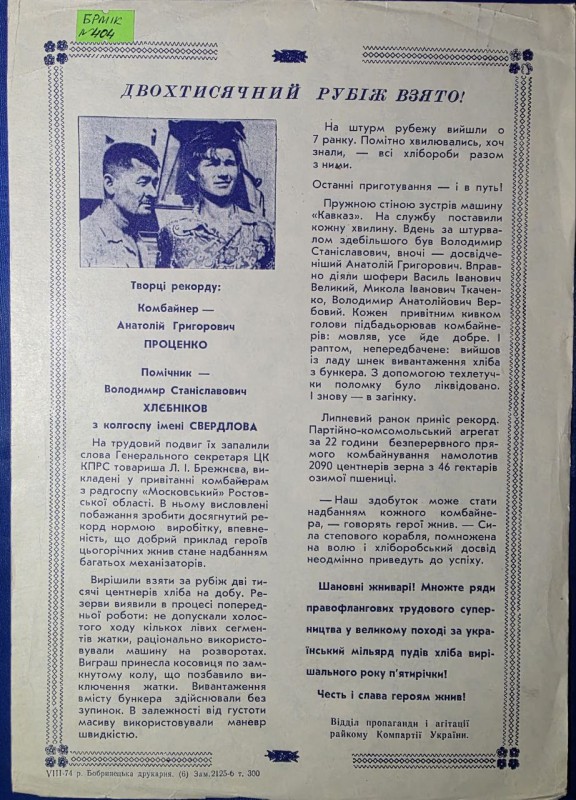 БРМІК
№404
ДВОХТИСЯЧНИЙ РУБІЖ ВЗЯТО!
Творці рекорду:
Комбайнер —
Анатолій Григорович
ПРОЦЕНКО
Помічник —
Володимир Станіславович
ХЛЄБНІКОВ
з колгоспу імені СВЕРДЛОВА
На трудовий подвиг їх запалили
слова Генерального секретаря ЦК
КПРС товариша Л. І. Брежнєва, ви-
кладені у привітанні комбайнерам
з радгоспу «Московський» Ростов-
ської області. В ньому висловлені
побажання зробити досягнутий ре-
корд нормою виробітку, впевне-
ність, що добрий приклад героїв
цьогорічних жнив стане надбанням
багатьох механізаторів.
Вирішили взяти за рубіж дві ти-
сячі центнерів хліба на добу. Ре-
зерви виявили в процесі поперед-
ньої роботи: не допускали холос-
того ходу кількох лівих сегмен-
тів жатки, раціонально використо-
вували машину на розворотах.
Виграш принесла косовиця по зам-
кнутому колу, що позбавило ви-
ключення жатки. Вивантаження
вмісту бункера здійснювали без
зупинок. В залежності від густоти
масиву використовували маневр
швидкістю.
На штурм рубежу вийшли о
7 ранку. Помітно хвилювались, хоч
знали, — всі хлібороби разом
з ними.
Останні приготування — і в путь!
Пружною стіною зустрів машину
«Кавказ». На службу поставили
кожну хвилину. Вдень за штурва-
лом здебільшого був Володимир
Станіславович, вночі — досвідче-
ніший Анатолій Григорович. Вправ-
но діяли шофери Василь Іванович
Великий, Микола Іванович Ткачен-
ко, Володимир Анатолійович Вер-
бовий. Кожен привітним кивком
голови підбадьорював комбайне-
рів: мовляв, усе йде добре. І
раптом, непередбачене: вийшов
із ладу шнек вивантаження хліба
з бункера. З допомогою техлетуч-
ки поломку було ліквідовано.
І знову — в загінку.
Липневий ранок приніс рекорд.
Партійно-комсомольський агрегат
за 22 години безперервного пря-
мого комбайнування намолотив
2090 центнерів зерна з 46 гектарів
озимої пшениці.
— Наш здобуток може стати
надбанням кожного комбайне-
ра, — говорять герої жнив. — Си-
ла степового корабля, помножена
на волю і хліборобський досвід
неодмінно приведуть до успіху.
Шановні жниварі! Множте ряди
правофлангових трудового супер-
ництва у великому поході за укра-
їнський мільярд пудів хліба вирі-
шального року п'ятирічки!
Честь і слава героям жнив!
Відділ пропаганди і агітації
райкому Компартії України.
VIII-74 р. Бобринецька друкарня. (6) Зам. 2125-6 т. 300